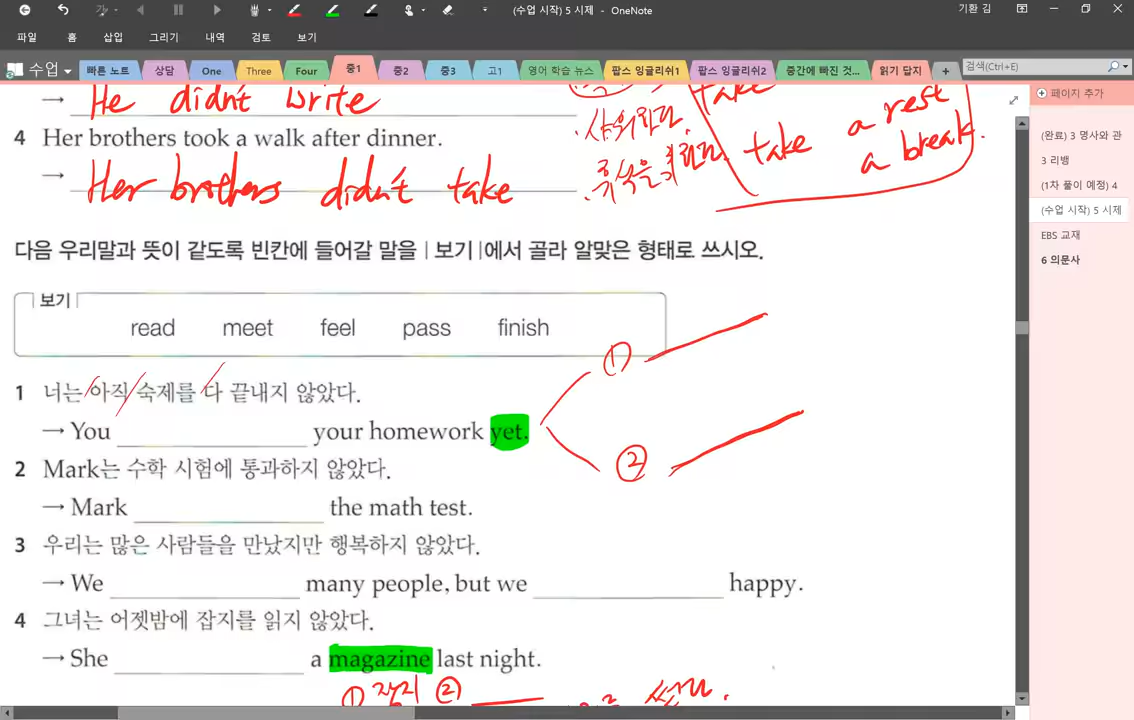 (수업 시작) 5 시제 - OneNote
기환 김
파일 홈 삽입 그리기 내역 검토 보기
수업 빠른 노트 상담 One Three Four 중1 중2 중3 고1 영어 학습 뉴스 팝스 잉글리쉬1 팝스 잉글리쉬2 중간에 빠진 것... 읽기 답지 + 검색(Ctrl+E)
페이지 추가
(완료) 3 명사와 관
3 리뱅
(1차 풀이 예정) 4
(수업 시작) 5 시제
EBS 교재
6 의문사
→ He didn't write
take a rest
take a break.
4 Her brothers took a walk after dinner.
→ Her brothers didn't take
다음 우리말과 뜻이 같도록 빈칸에 들어갈 말을 |보기|에서 골라 알맞은 형태로 쓰시오.
보기
read meet feel pass finish
1 너는 아직 숙제를 다 끝내지 않았다.
→ You your homework yet.
① 
②
2 Mark는 수학 시험에 통과하지 않았다.
→ Mark the math test.
3 우리는 많은 사람들을 만났지만 행복하지 않았다.
→ We many people, but we happy.
4 그녀는 어젯밤에 잡지를 읽지 않았다.
→ She a magazine last night.
① 잡지 ②